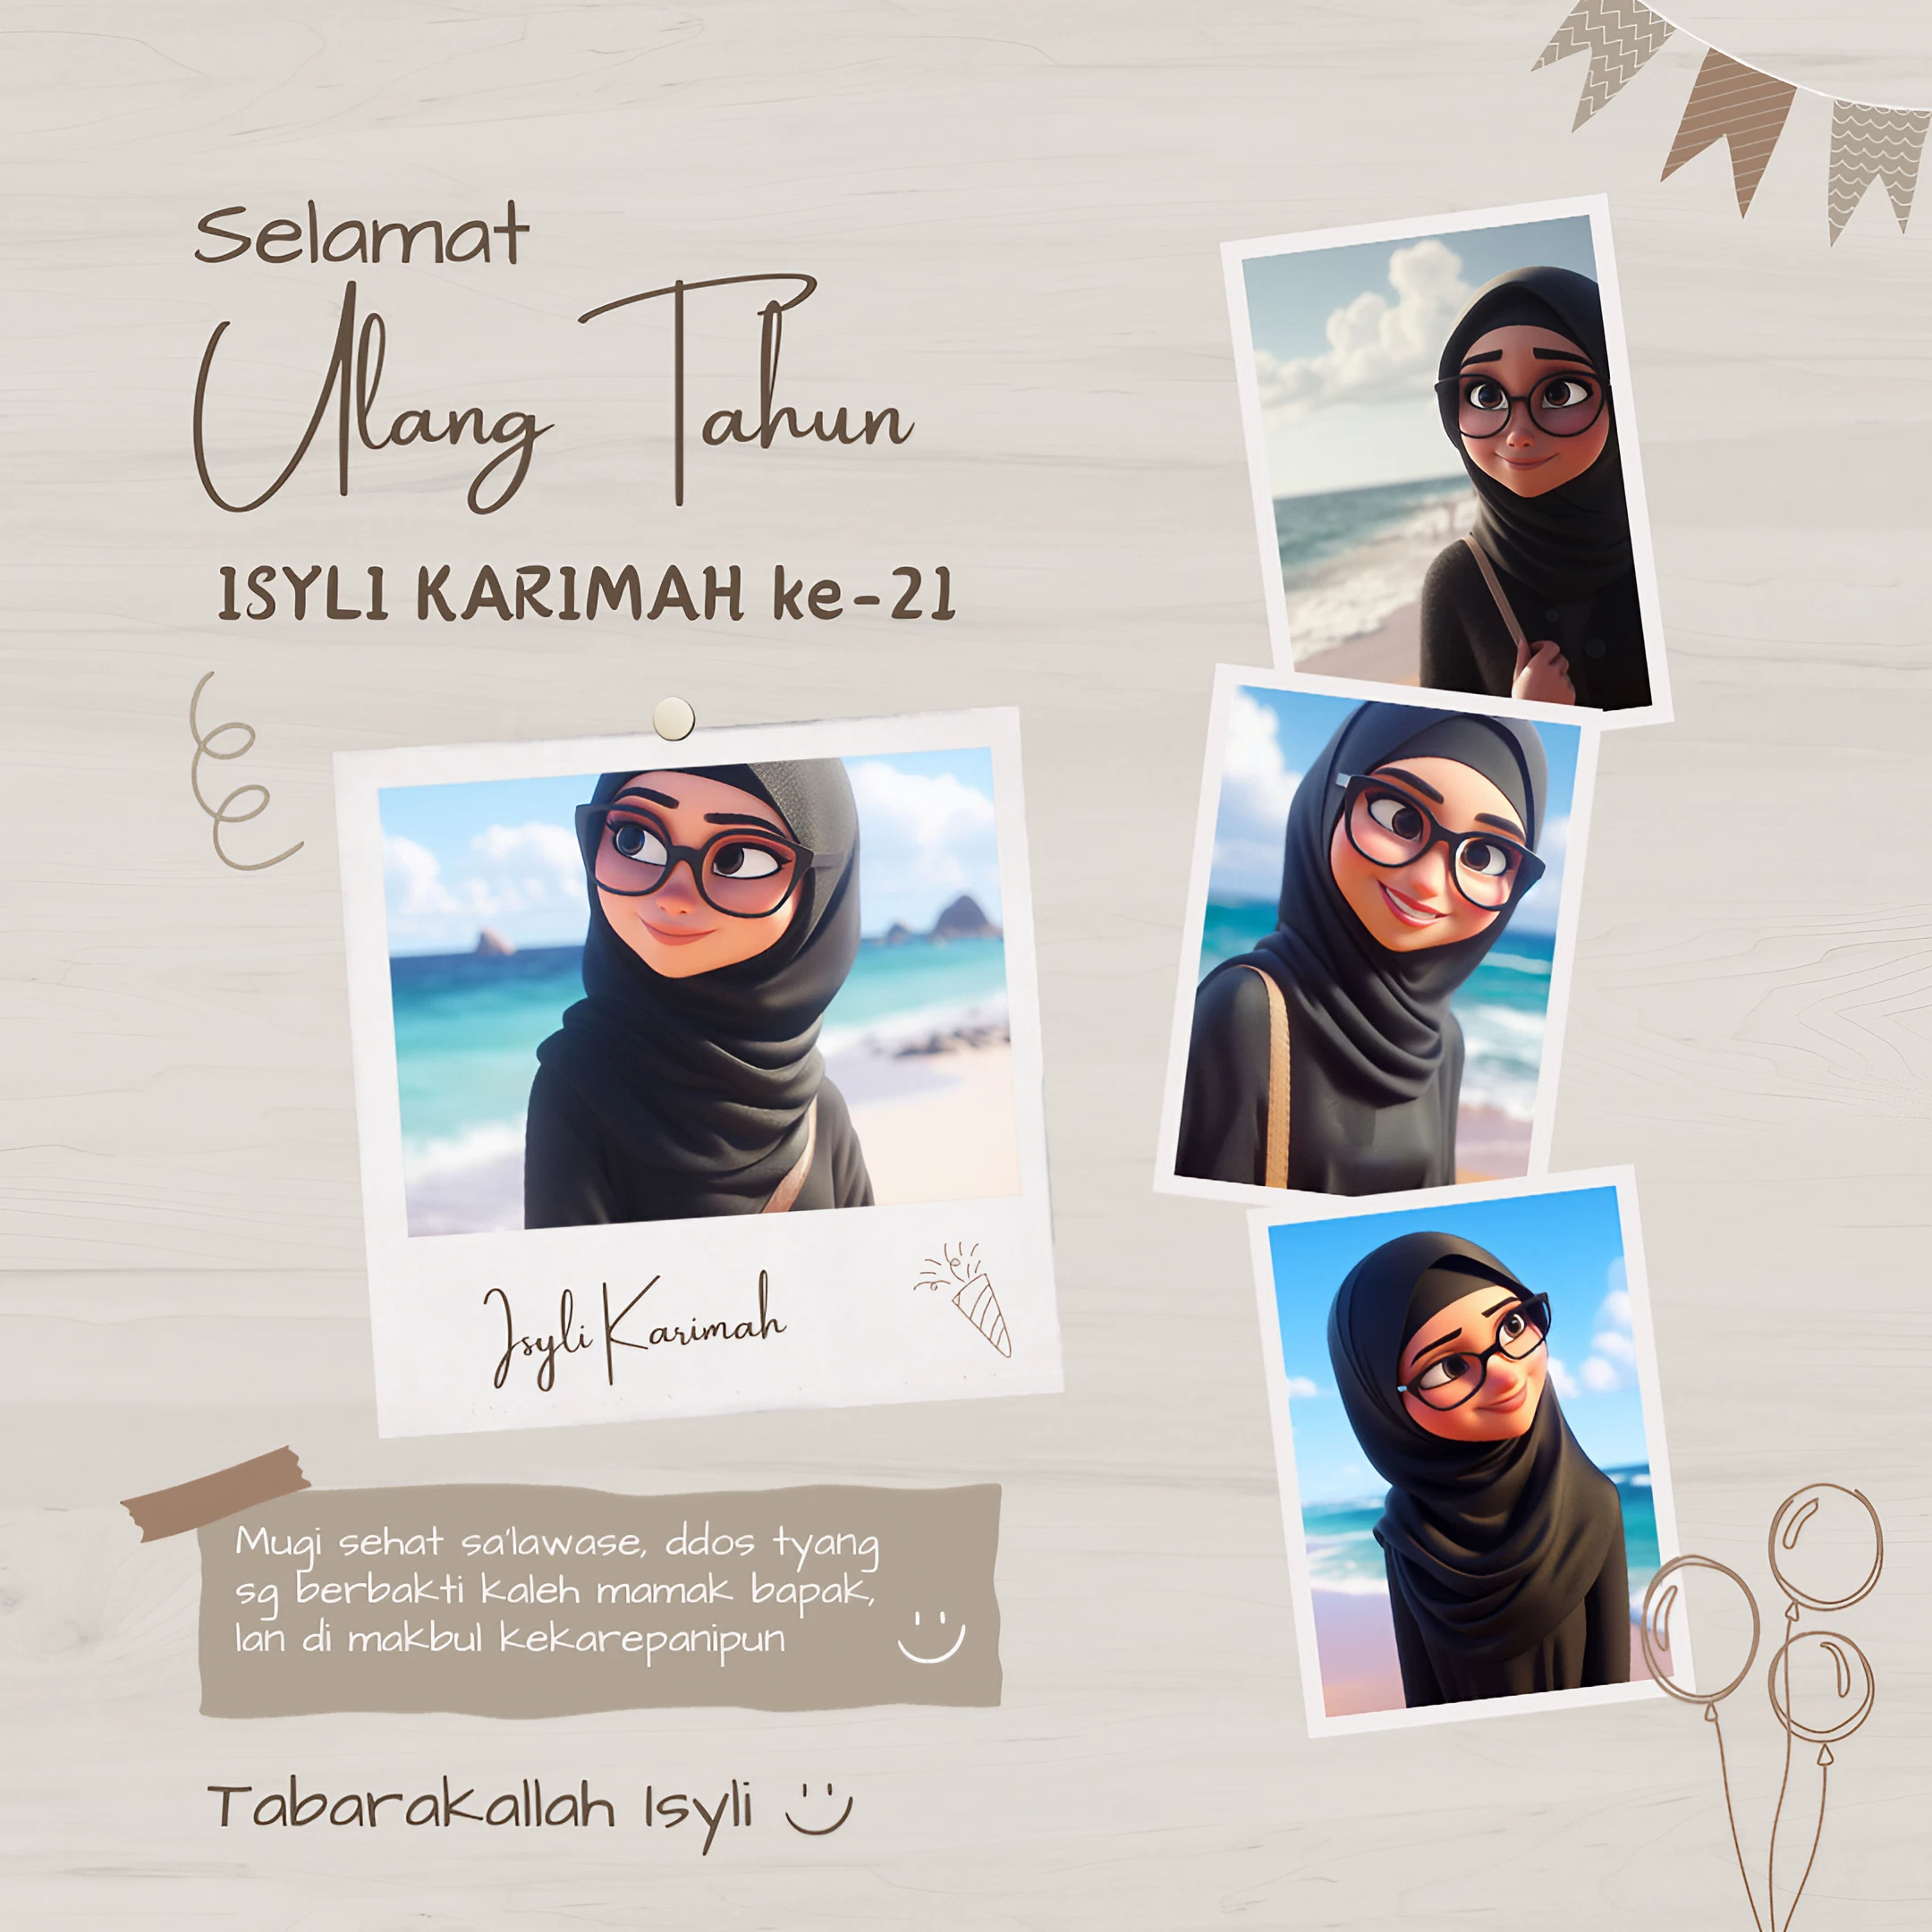 Selamat
Ulang Tahun
ISYLI KARIMAH ke-21
Isyli Karimah
Mugi sehat sa'lawase, ddos tyang
sg berbakti kaleh mamak bapak,
lan di makbul kekarepanipun
Tabarakallah Isyli